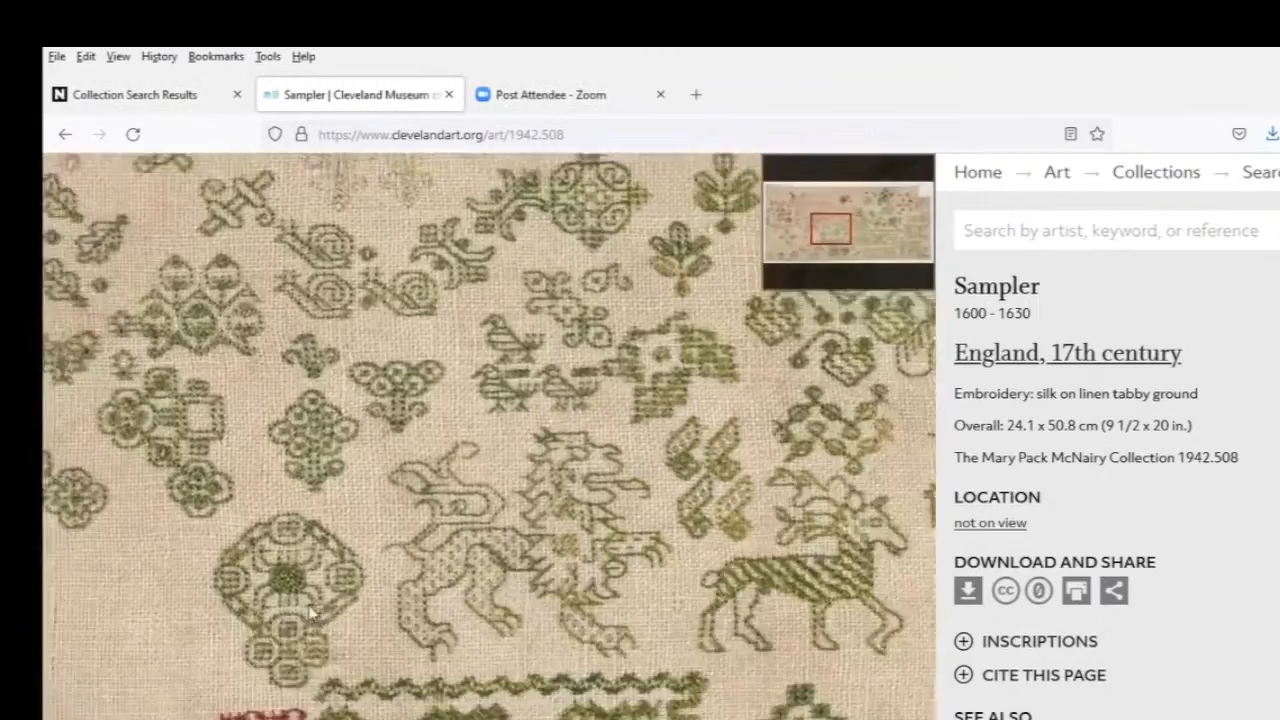 File Edit View History Bookmarks Tools Help
Collection Search Results
Sampler | Cleveland Museum
Post Attendee - Zoom
https://www.clevelandart.org/art/1942.508
Home → Art → Collections → Sear
Search by artist, keyword, or reference
Sampler
1600 - 1630
England, 17th century
Embroidery: silk on linen tabby ground
Overall: 24.1 x 50.8 cm (9 1/2 x 20 in.)
The Mary Pack McNairy Collection 1942.508
LOCATION
not on view
DOWNLOAD AND SHARE
INSCRIPTIONS
CITE THIS PAGE
SEE ALSO